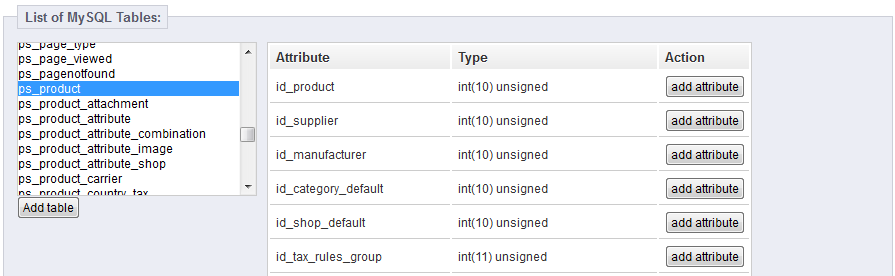 List of MySQL Tables:
ps_page_type
ps_page_viewed
ps_pagenotfound
ps_product
ps_product_attachment
ps_product_attribute
ps_product_attribute_combination
ps_product_attribute_image
ps_product_attribute_shop
ps_product_carrier
ps_product_country_tax
Add table
Attribute Type Action
id_product int(10) unsigned add attribute
id_supplier int(10) unsigned add attribute
id_manufacturer int(10) unsigned add attribute
id_category_default int(10) unsigned add attribute
id_shop_default int(10) unsigned add attribute
id_tax_rules_group int(11) unsigned add attribute